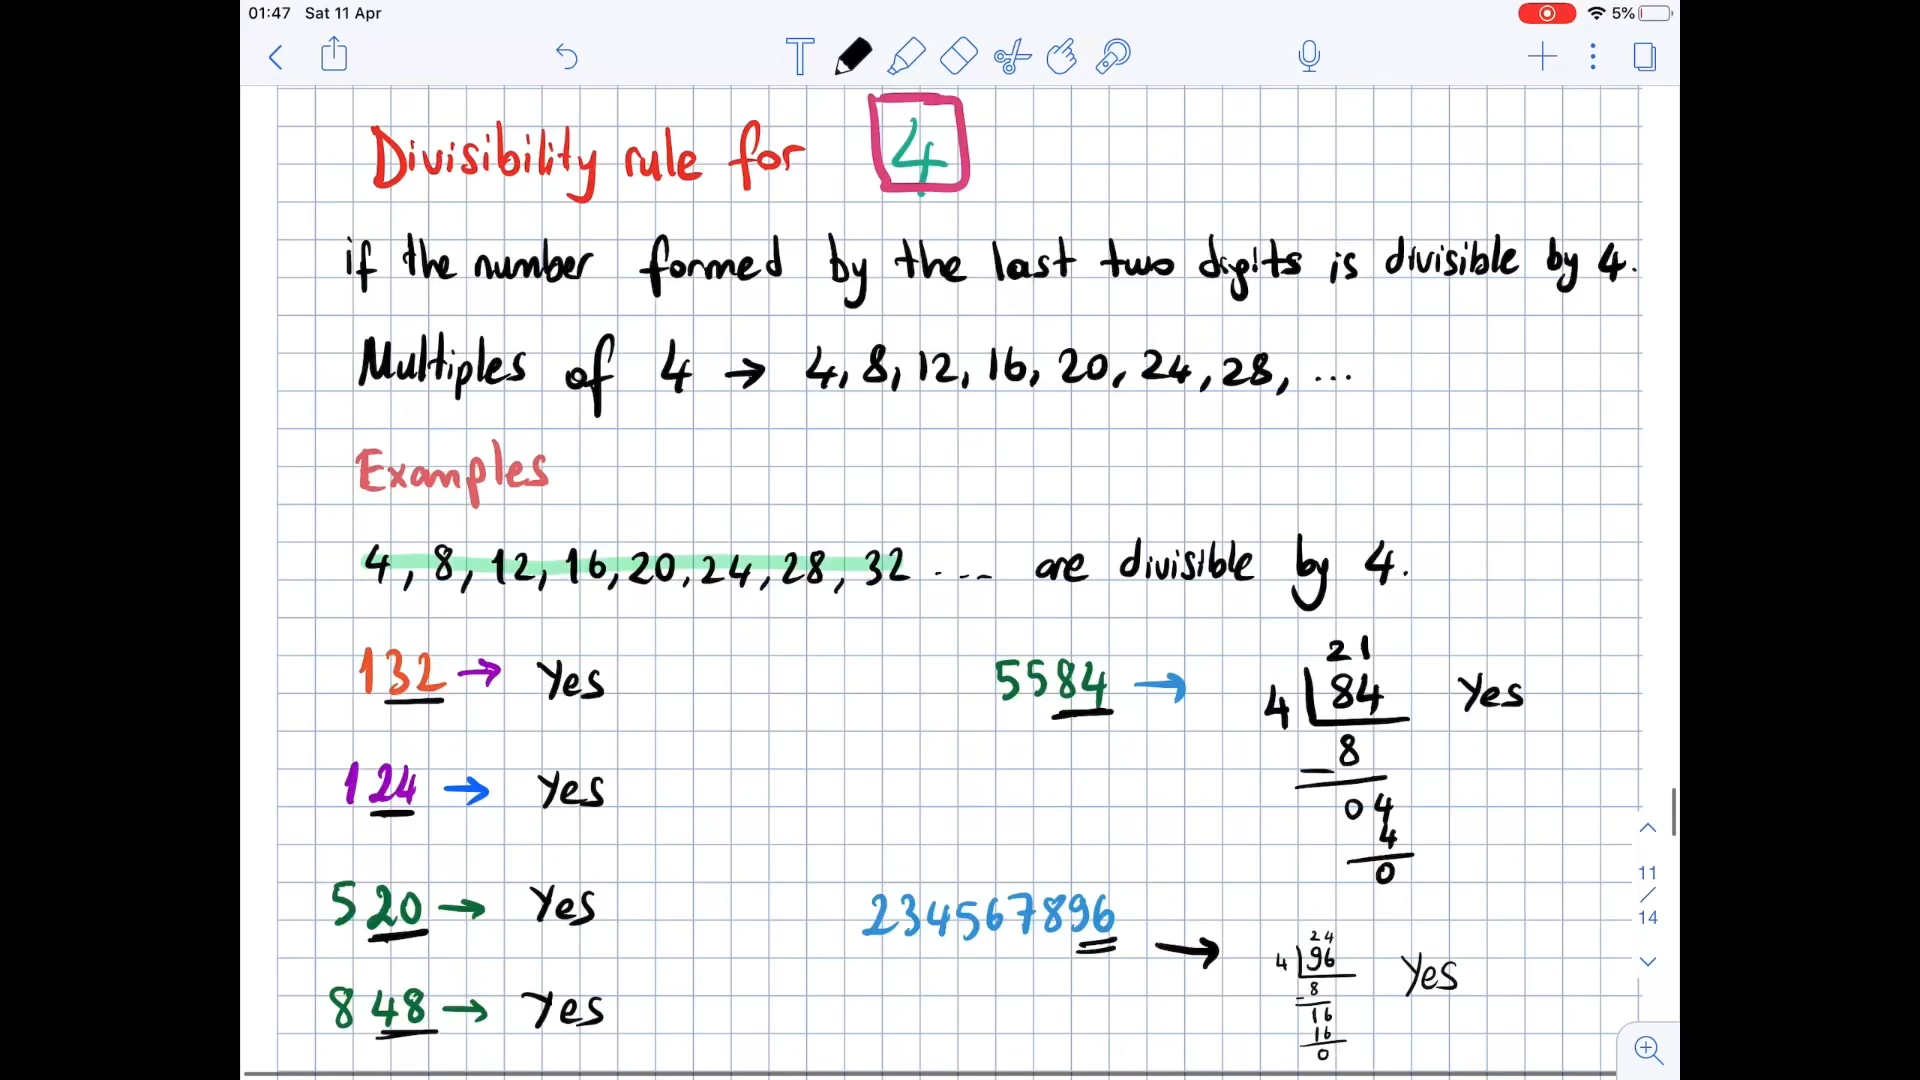 01:47 Sat 11 Apr 5%
T
Divisibility rule for 4
if the number formed by the last two digits is divisible by 4.
Multiples of 4 → 4, 8, 12, 16, 20, 24, 28, ...
Examples
4, 8, 12, 16, 20, 24, 28, 32 ... are divisible by 4.
132 → Yes
124 → Yes
520 → Yes
848 → Yes
5584 →
21
4 84 Yes
- 8
04
4
0
234567896 →
24
4 96 Yes
- 8
16
16
0
11
/
14